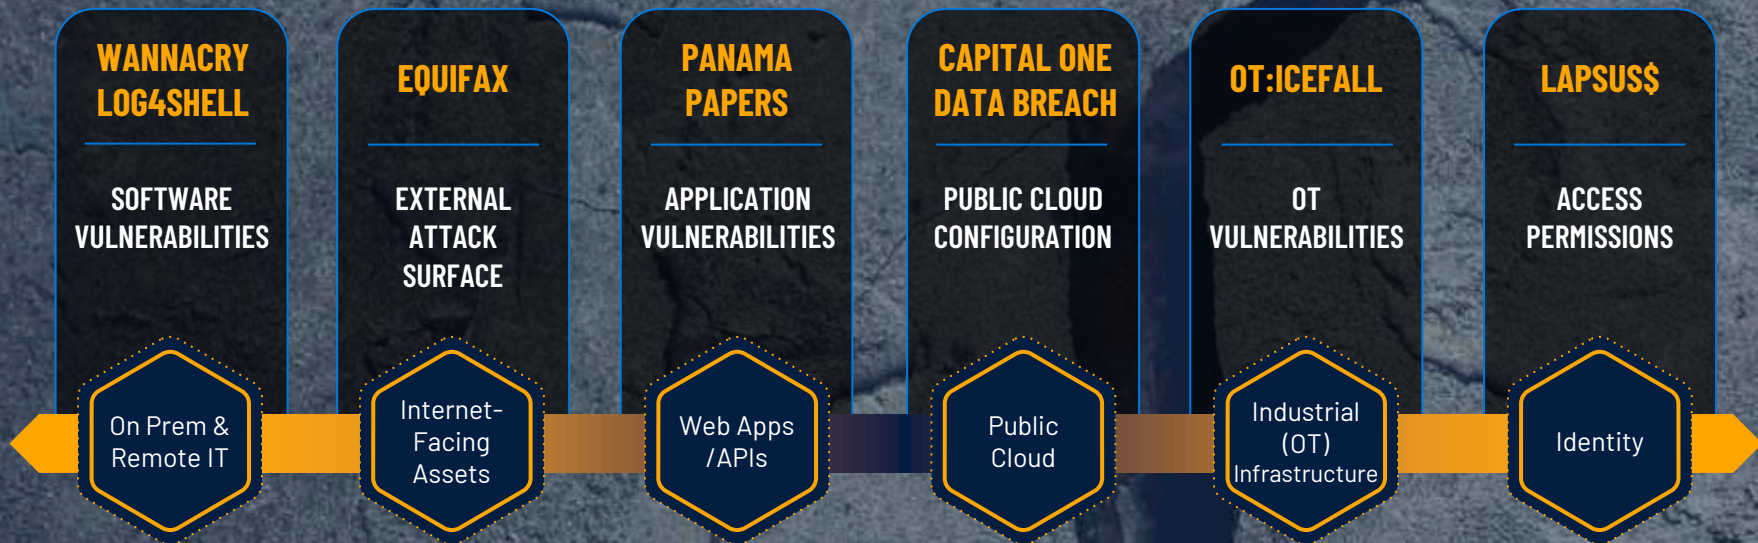 WANNACRY
LOG4SHELL
SOFTWARE
VULNERABILITIES
On Prem &
Remote IT
EQUIFAX
EXTERNAL
ATTACK
SURFACE
Internet-
Facing
Assets
PANAMA
PAPERS
APPLICATION
VULNERABILITIES
Web Apps
/APIs
CAPITAL ONE
DATA BREACH
PUBLIC CLOUD
CONFIGURATION
Public
Cloud
OT:ICEFALL
OT
VULNERABILITIES
Industrial
(OT)
Infrastructure
LAPSUS$
ACCESS
PERMISSIONS
Identity